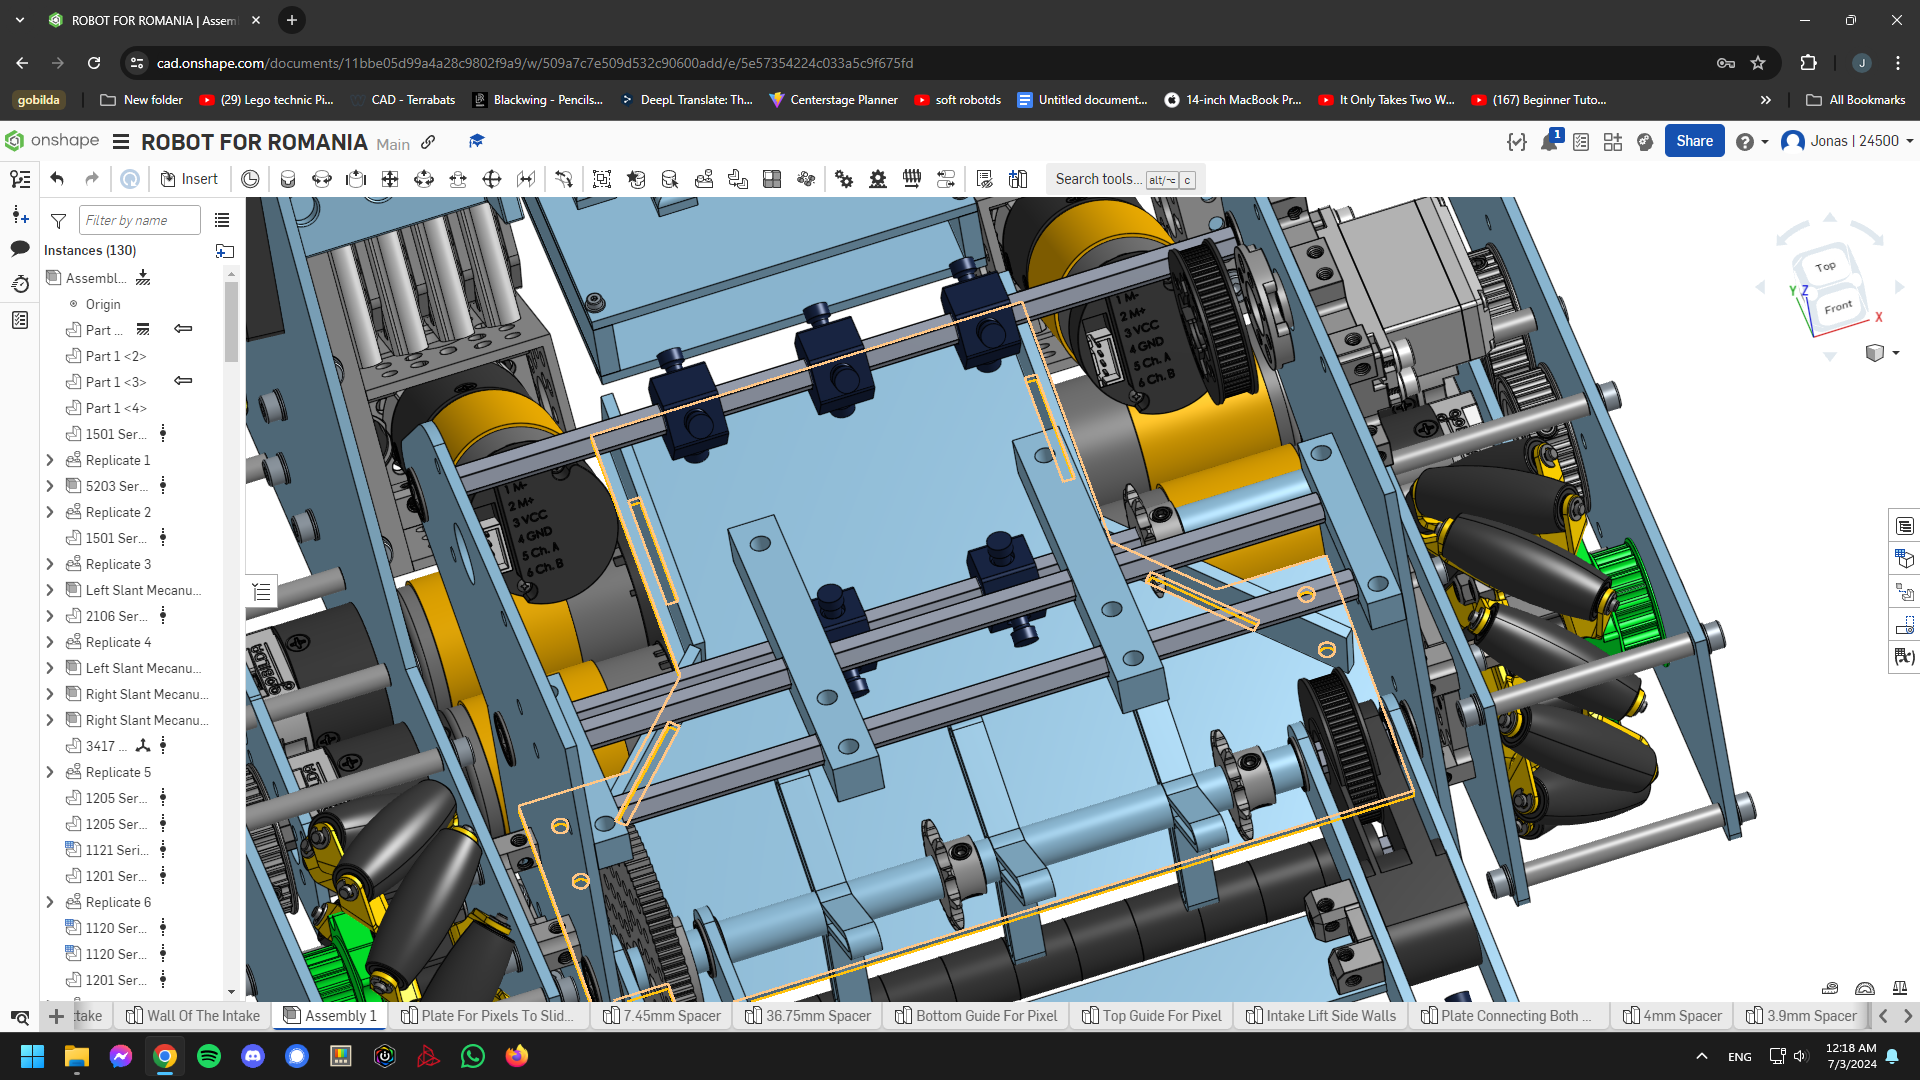 ROBOT FOR ROMANIA | Assem
cad.onshape.com/documents/11bbe05d99a4a28c9802f9a9/w/509a7c7e509d532c90600add/e/5e57354224c033a5c9f675fd
J
gobilda
New folder
(29) Lego technic Pi...
CAD - Terrabats
Blackwing - Pencils...
DeepL Translate: Th...
Centerstage Planner
soft robotds
Untitled document...
14-inch MacBook Pr...
It Only Takes Two W...
(167) Beginner Tuto...
All Bookmarks
onshape
ROBOT FOR ROMANIA Main
1
Share
Jonas | 24500
Insert
Search tools... alt/⌥ c
Filter by name
Instances (130)
Assembl...
Origin
Part ...
Part 1 <2>
Part 1 <3>
Part 1 <4>
1501 Ser...
Replicate 1
5203 Ser...
Replicate 2
1501 Ser...
Replicate 3
Left Slant Mecanu...
2106 Ser...
Replicate 4
Left Slant Mecanu...
Right Slant Mecanu...
Right Slant Mecanu...
3417 ...
Replicate 5
1205 Ser...
1205 Ser...
1121 Seri...
1201 Ser...
Replicate 6
1120 Ser...
1120 Ser...
1201 Ser...
1 M-
2 M+
3 VCC
4 GND
5 Ch. A
6 Ch. B
1 M-
2 M+
3 VCC
4 GND
5 Ch. A
6 Ch. B
Top
Front
Z
Y
X
ntake
Wall Of The Intake
Assembly 1
Plate For Pixels To Slid...
7.45mm Spacer
36.75mm Spacer
Bottom Guide For Pixel
Top Guide For Pixel
Intake Lift Side Walls
Plate Connecting Both ...
4mm Spacer
3.9mm Spacer
ENG
12:18 AM
7/3/2024